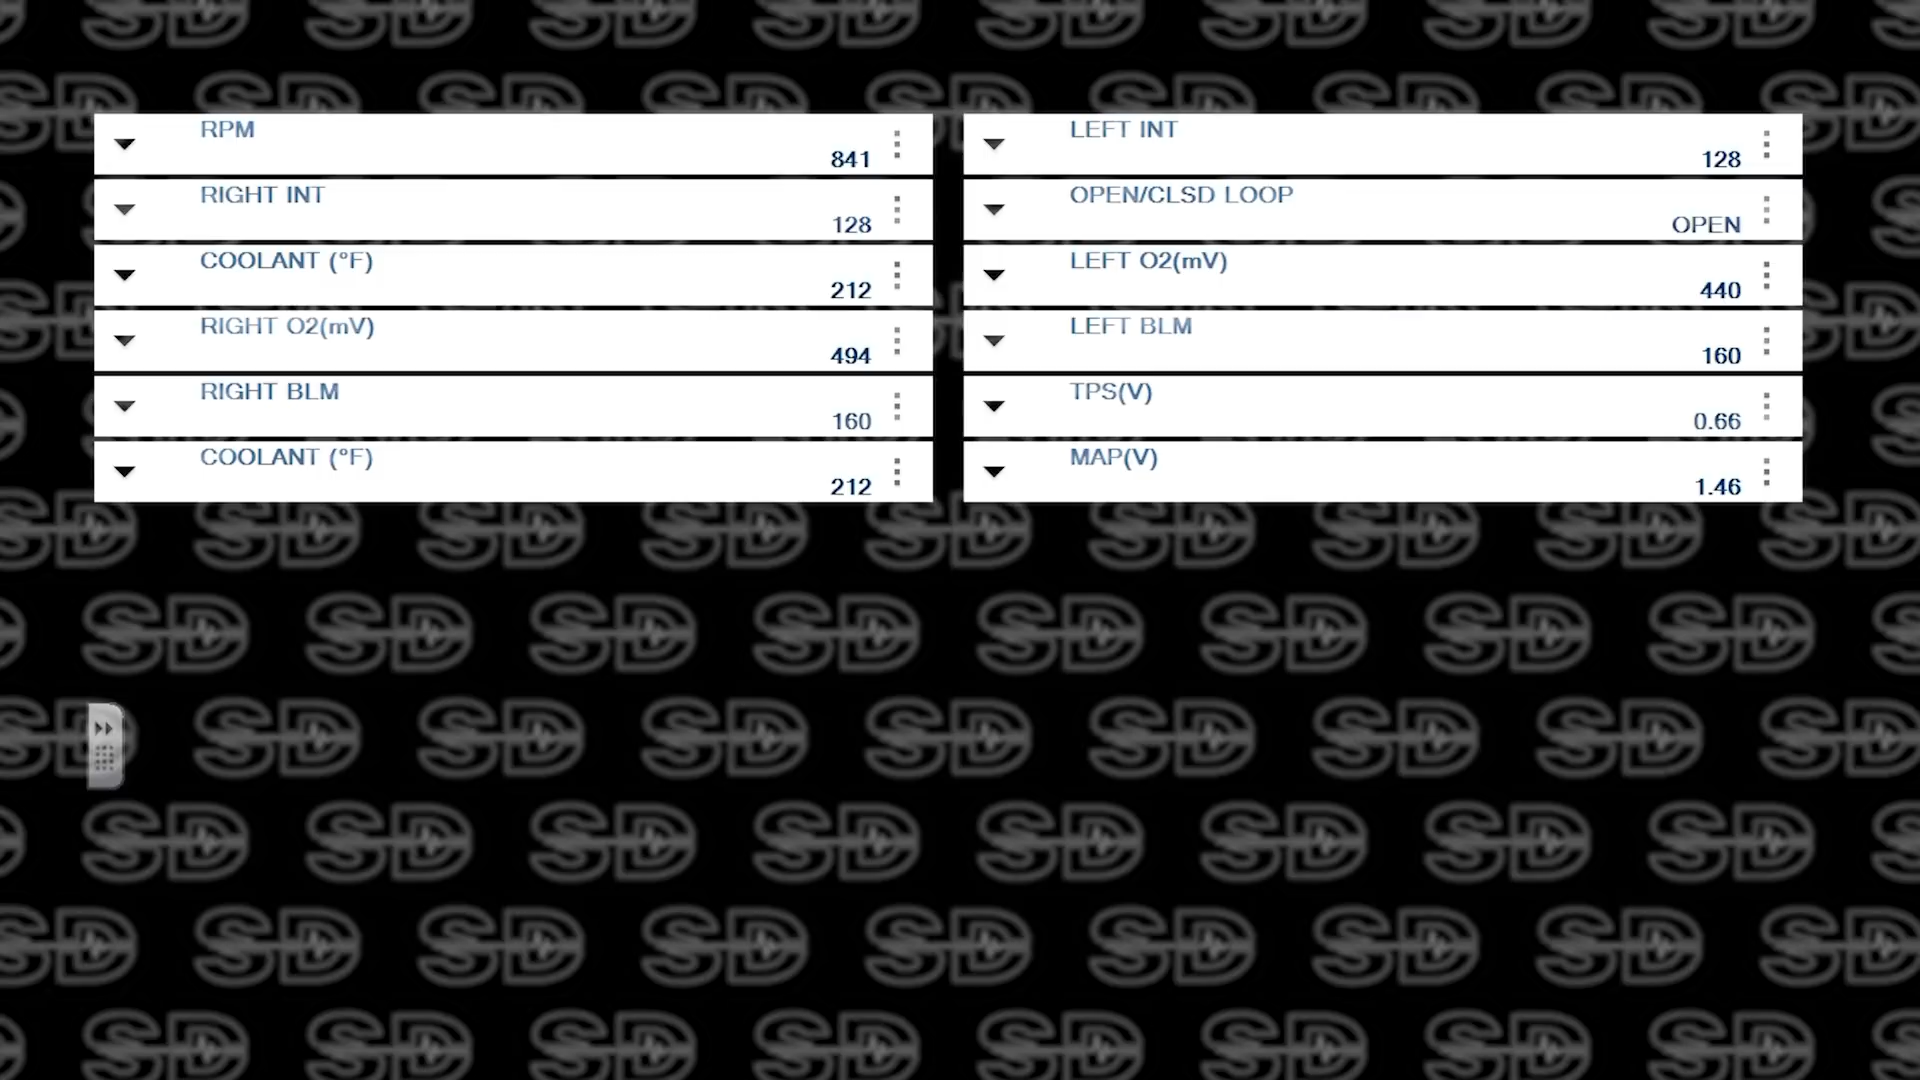 RPM
841
LEFT INT
128
RIGHT INT
128
OPEN/CLSD LOOP
OPEN
COOLANT (°F)
212
LEFT O2(mV)
440
RIGHT O2(mV)
494
LEFT BLM
160
RIGHT BLM
160
TPS(V)
0.66
COOLANT (°F)
212
MAP(V)
1.46